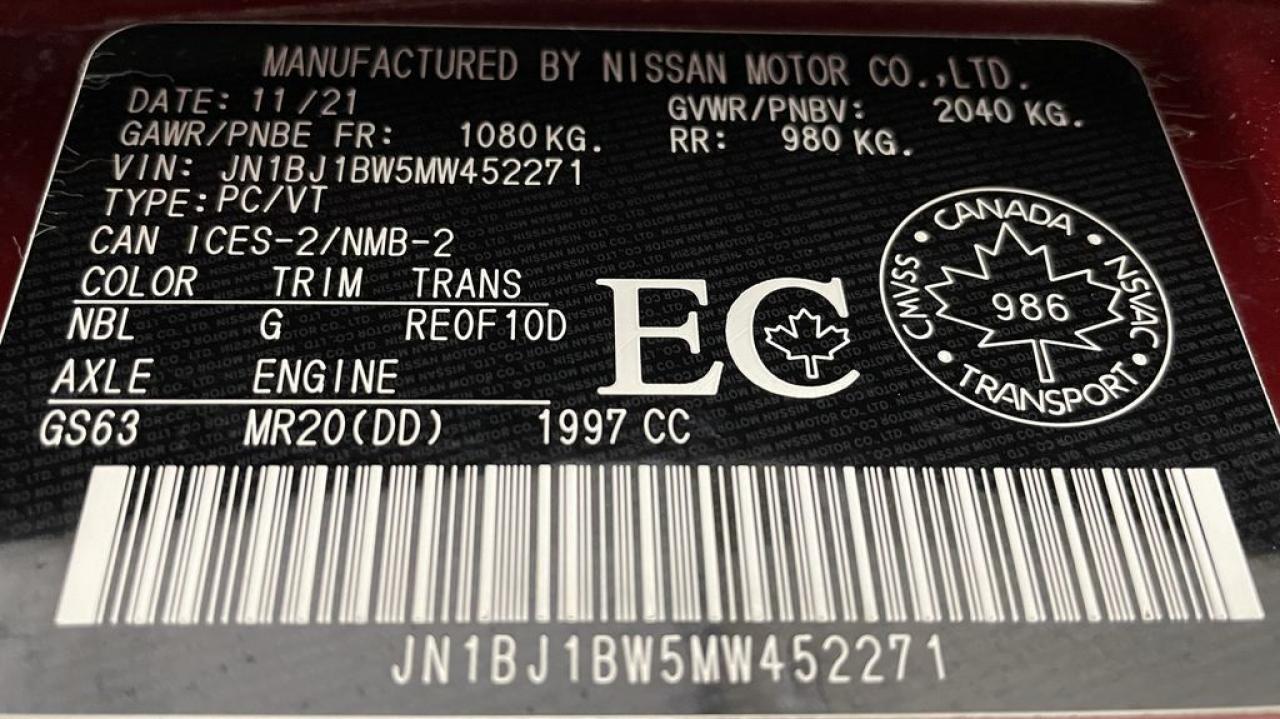 MANUFACTURED BY NISSAN MOTOR CO.,LTD.
DATE: 11/21 GVWR/PNBV: 2040 KG.
GAWR/PNBE FR: 1080 KG. RR: 980 KG.
VIN: JN1BJ1BW5MW452271
TYPE: PC/VT
CAN ICES-2/NMB-2
COLOR TRIM TRANS
NBL G RE0F10D
AXLE ENGINE
GS63 MR20(DD) 1997 CC
EC
CANADA
CMVSS 986 NSVAC
TRANSPORT
JN1BJ1BW5MW452271